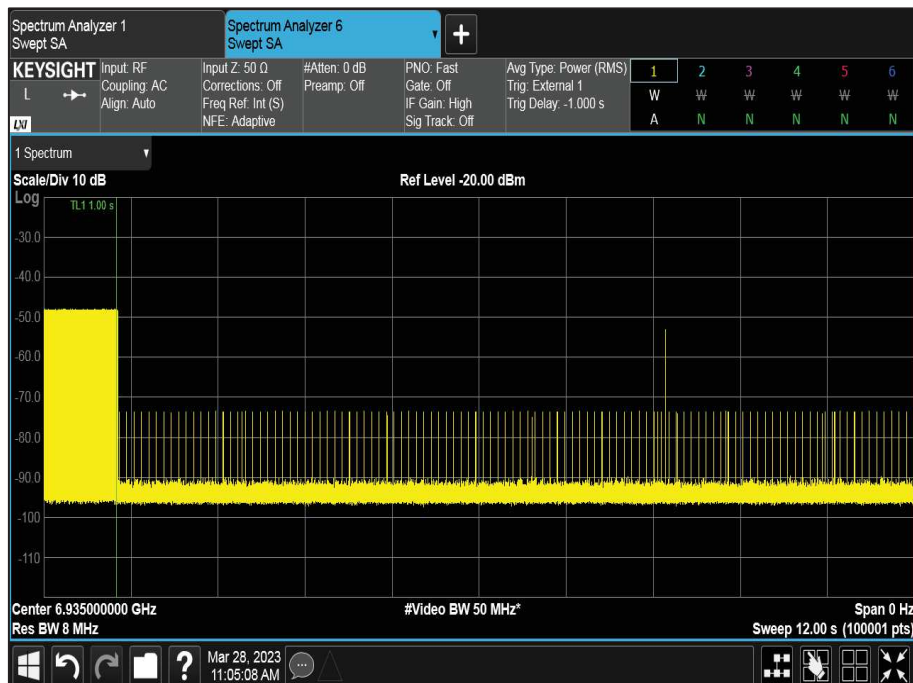 Spectrum Analyzer 1
Swept SA
Spectrum Analyzer 6
Swept SA
+
KEYSIGHT
L
LXI
Input: RF
Coupling: AC
Align: Auto
Input Z: 50 Ω
Corrections: Off
Freq Ref: Int (S)
NFE: Adaptive
#Atten: 0 dB
Preamp: Off
PNO: Fast
Gate: Off
IF Gain: High
Sig Track: Off
Avg Type: Power (RMS)
Trig: External 1
Trig Delay: -1.000 s
1 2 3 4 5 6
W W W W W W
A N N N N N
1 Spectrum
Scale/Div 10 dB
Ref Level -20.00 dBm
Log
TL1 1.00 s
-30.0
-40.0
-50.0
-60.0
-70.0
-80.0
-90.0
-100
-110
Center 6.935000000 GHz
#Video BW 50 MHz*
Span 0 Hz
Res BW 8 MHz
Sweep 12.00 s (100001 pts)
?
Mar 28, 2023
11:05:08 AM